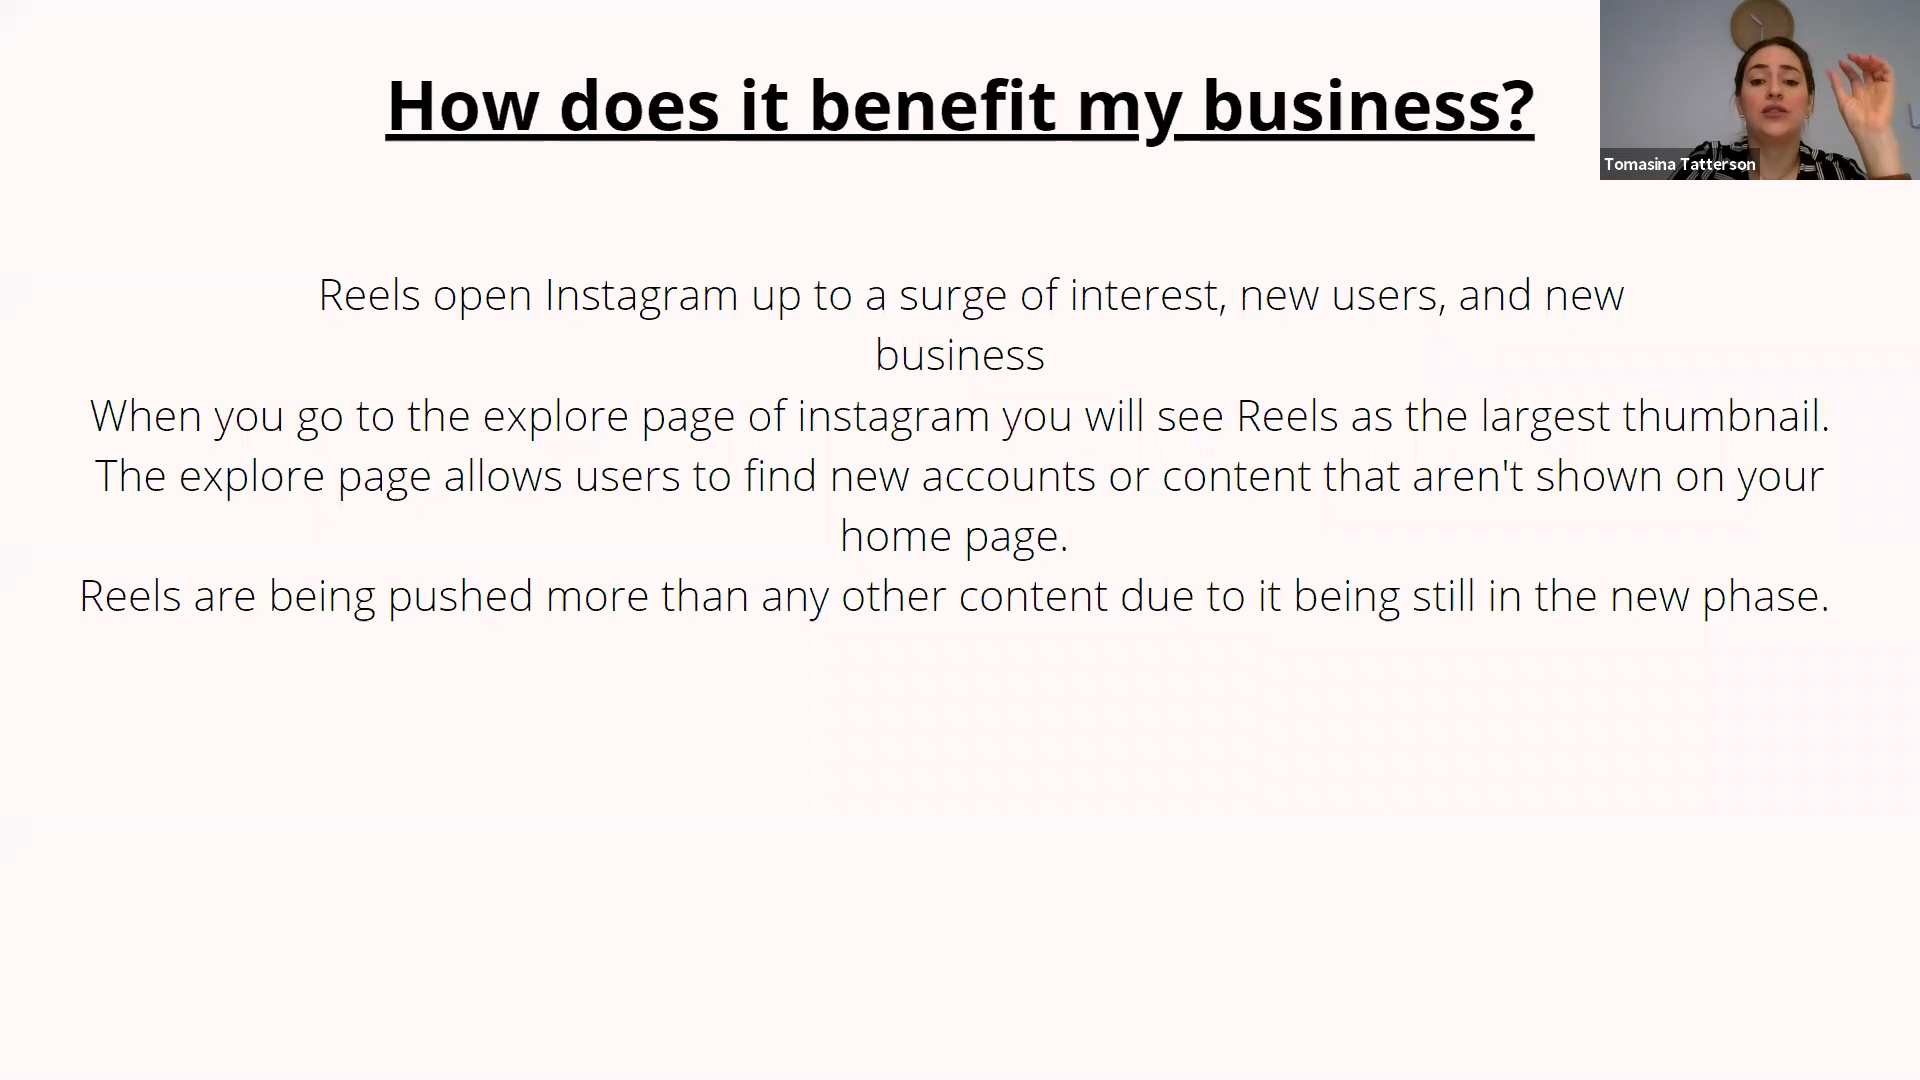 How does it benefit my business?
Tomasina Tatterson
Reels open Instagram up to a surge of interest, new users, and new
business
When you go to the explore page of instagram you will see Reels as the largest thumbnail.
The explore page allows users to find new accounts or content that aren't shown on your
home page.
Reels are being pushed more than any other content due to it being still in the new phase.